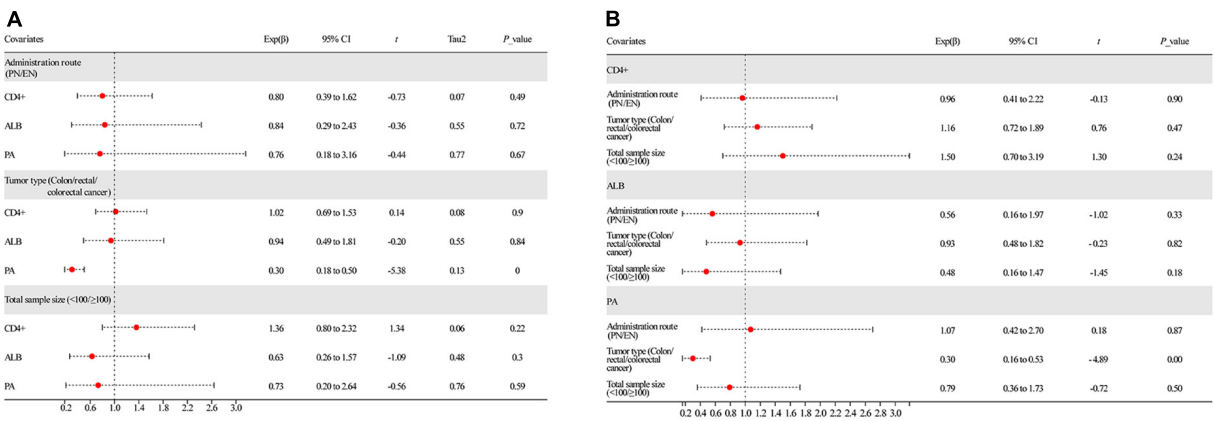 A
Covariates Exp(β) 95% CI t Tau2 P_value
Administration route
(PN/EN)
CD4+ 0.80 0.39 to 1.62 -0.73 0.07 0.49
ALB 0.84 0.29 to 2.43 -0.36 0.55 0.72
PA 0.76 0.18 to 3.16 -0.44 0.77 0.67
Tumor type (Colon/rectal/
colorectal cancer)
CD4+ 1.02 0.69 to 1.53 0.14 0.08 0.9
ALB 0.94 0.49 to 1.81 -0.20 0.55 0.84
PA 0.30 0.18 to 0.50 -5.38 0.13 0
Total sample size (<100/≥100)
CD4+ 1.36 0.80 to 2.32 1.34 0.06 0.22
ALB 0.63 0.26 to 1.57 -1.09 0.48 0.3
PA 0.73 0.20 to 2.64 -0.56 0.76 0.59
0.2 0.6 1.0 1.4 1.8 2.2 2.6 3.0
B
Covariates Exp(β) 95% CI t P_value
CD4+
Administration route
(PN/EN) 0.96 0.41 to 2.22 -0.13 0.90
Tumor type (Colon/
rectal/colorectal 1.16 0.72 to 1.89 0.76 0.47
cancer)
Total sample size
(<100/≥100) 1.50 0.70 to 3.19 1.30 0.24
ALB
Administration route
(PN/EN) 0.56 0.16 to 1.97 -1.02 0.33
Tumor type (Colon/
rectal/colorectal 0.93 0.48 to 1.82 -0.23 0.82
cancer)
Total sample size
(<100/≥100) 0.48 0.16 to 1.47 -1.45 0.18
PA
Administration route
(PN/EN) 1.07 0.42 to 2.70 0.18 0.87
Tumor type (Colon/
rectal/colorectal 0.30 0.16 to 0.53 -4.89 0.00
cancer)
Total sample size
(<100/≥100) 0.79 0.36 to 1.73 -0.72 0.50
0.2 0.4 0.6 0.8 1.0 1.2 1.4 1.6 1.8 2.0 2.2 2.4 2.6 2.8 3.0